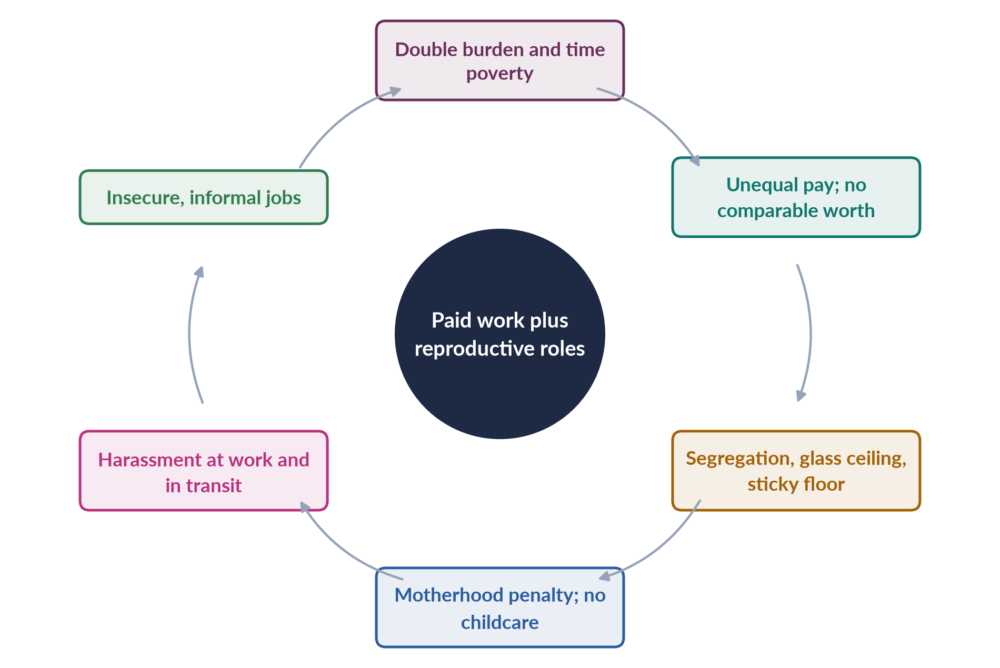 Double burden and time
poverty
Unequal pay; no
comparable worth
Segregation, glass ceiling,
sticky floor
Motherhood penalty; no
childcare
Harassment at work and
in transit
Insecure, informal jobs
Paid work plus
reproductive roles